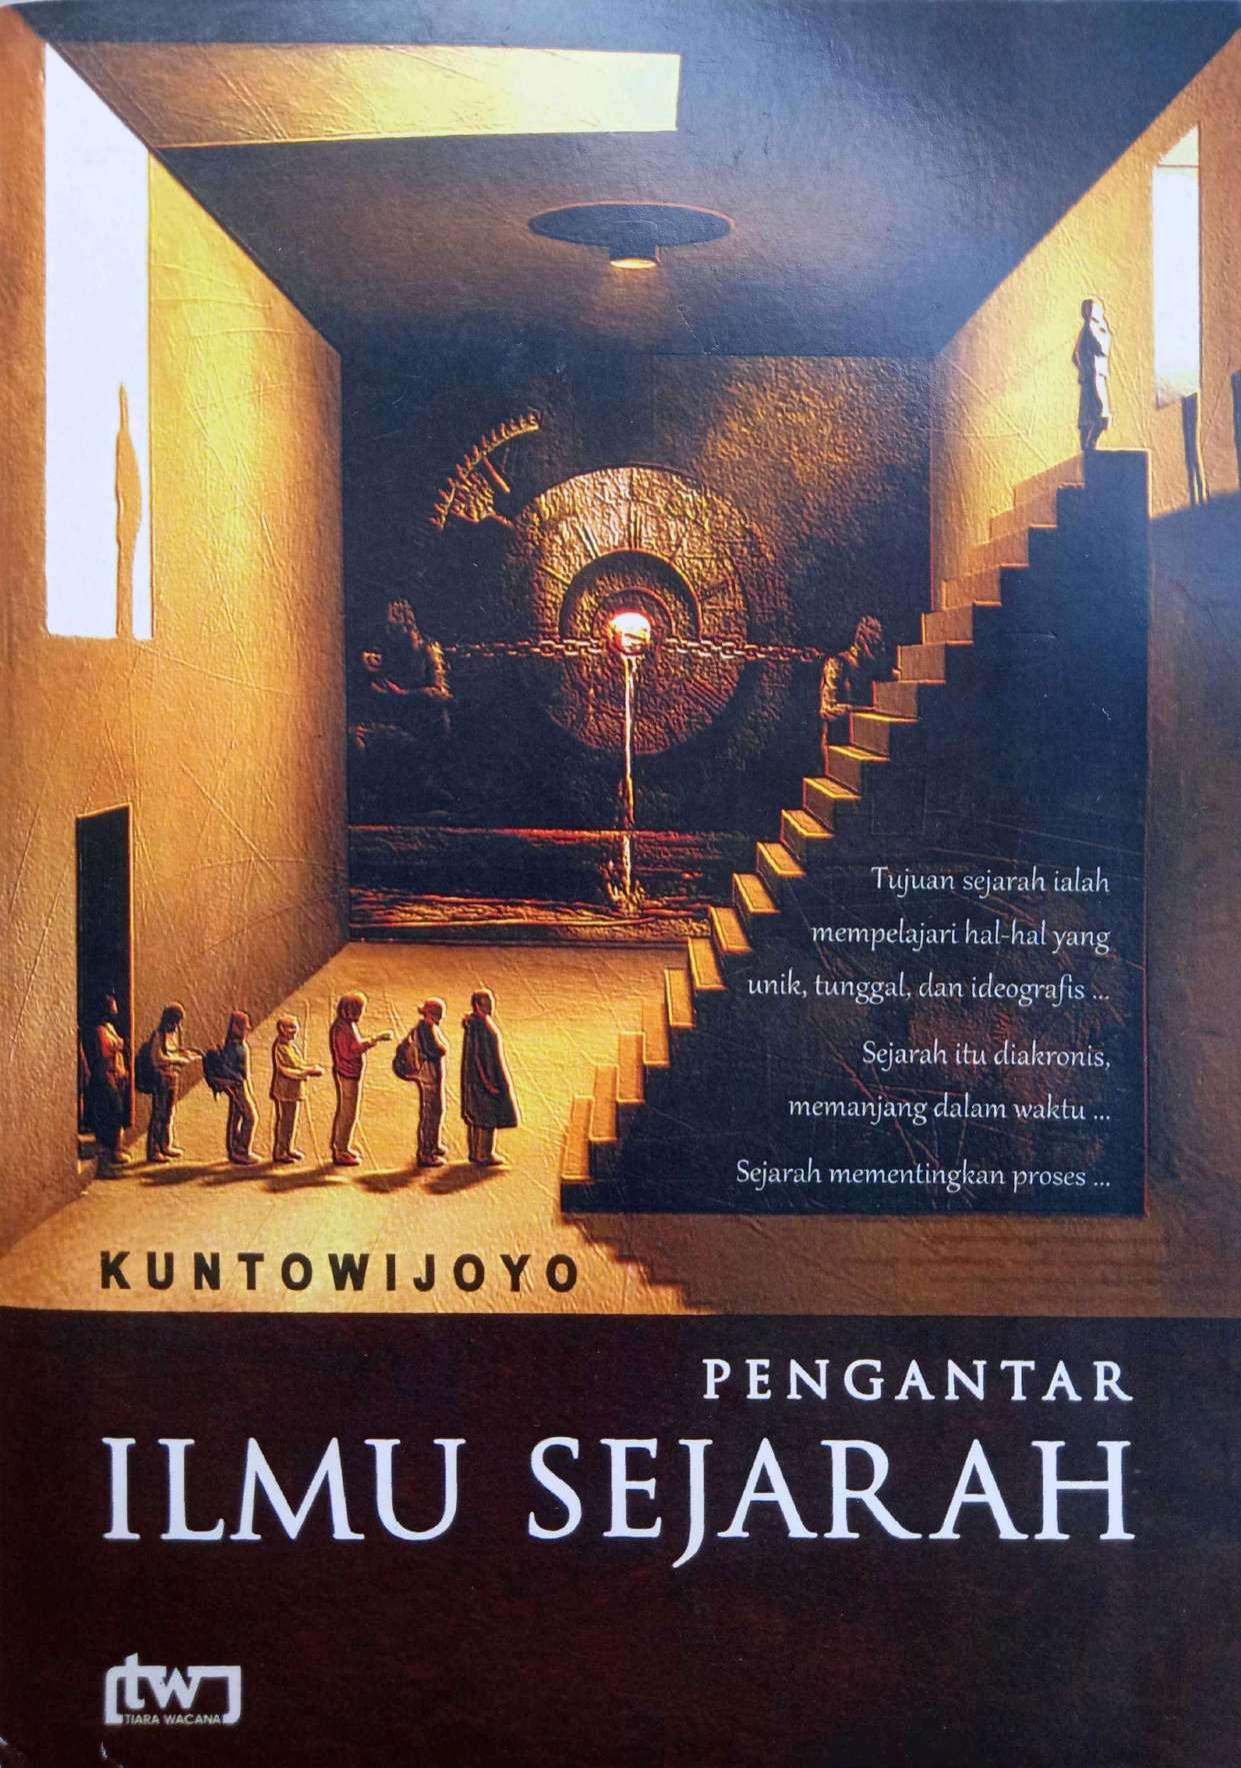 Tujuan sejarah ialah
mempelajari hal-hal yang
unik, tunggal, dan ideografis ...
Sejarah itu diakronis,
memanjang dalam waktu ...
Sejarah mementingkan proses ...
KUNTOWIJOYO
PENGANTAR
ILMU SEJARAH
tw
TIARA WACANA